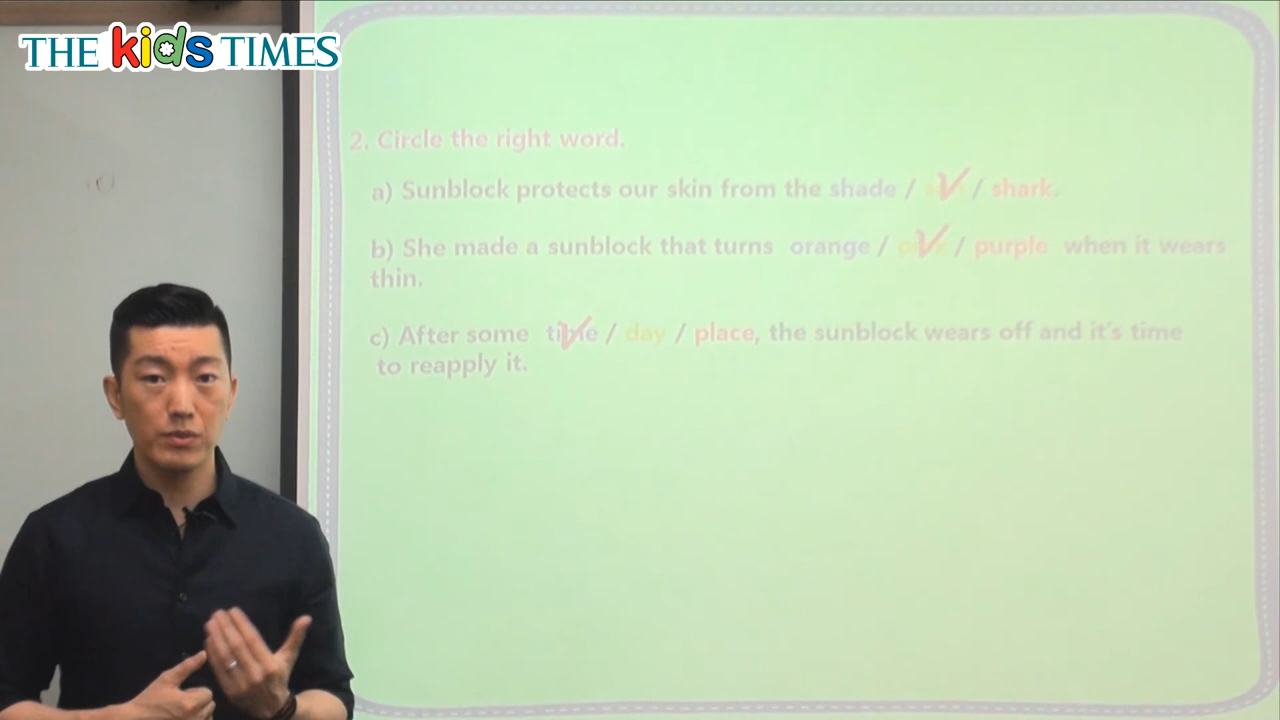 THE kids TIMES
2. Circle the right word.
a) Sunblock protects our skin from the shade / / shark.
b) She made a sunblock that turns orange / / purple when it wears
thin.
c) After some time / day / place, the sunblock wears off and it's time
to reapply it.